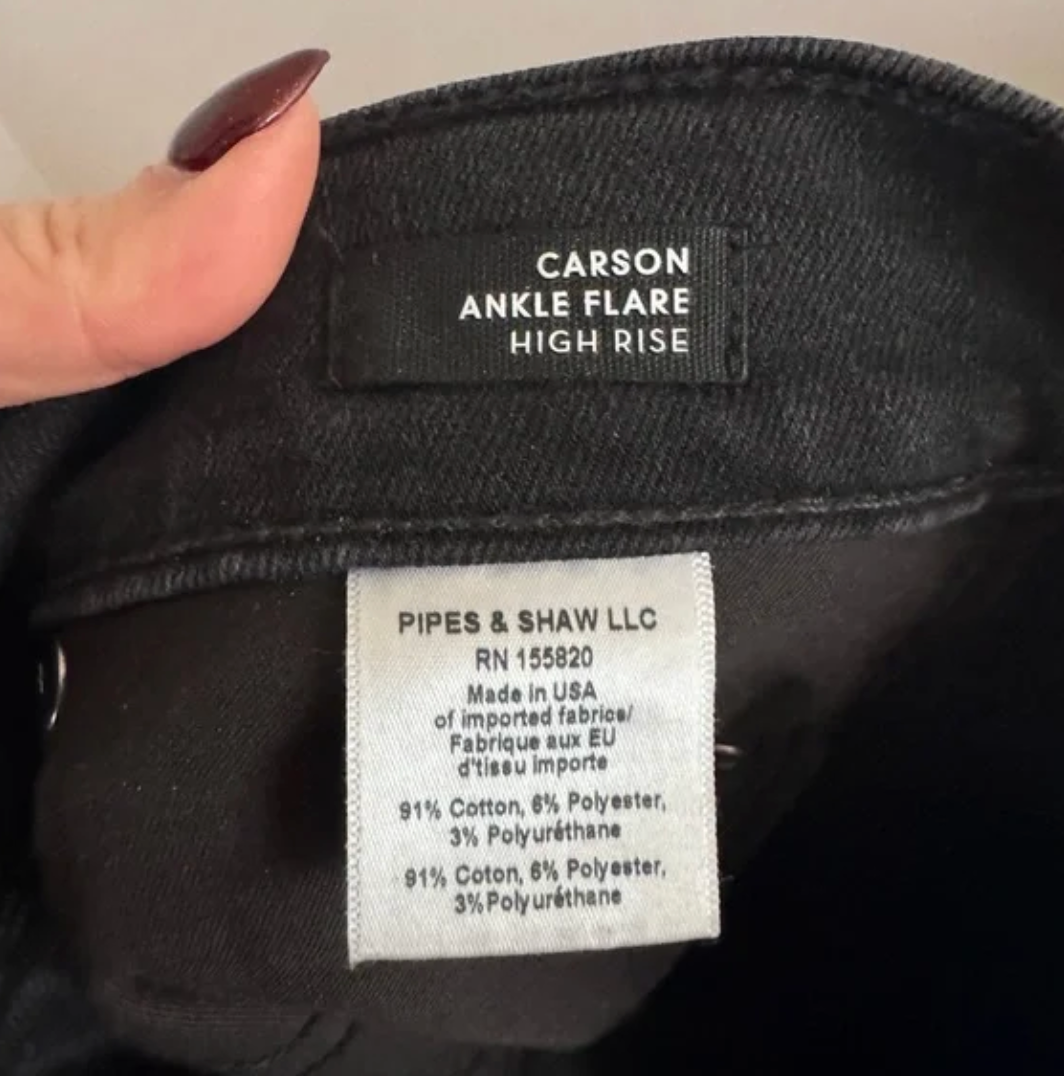 CARSON
ANKLE FLARE
HIGH RISE
PIPES & SHAW LLC
RN 155820
Made in USA
of imported fabrics/
Fabrique aux EU
d'tissu importe
91% Cotton, 6% Polyester,
3% Polyuréthane
91% Coton, 6% Polyester,
3%Polyuréthane